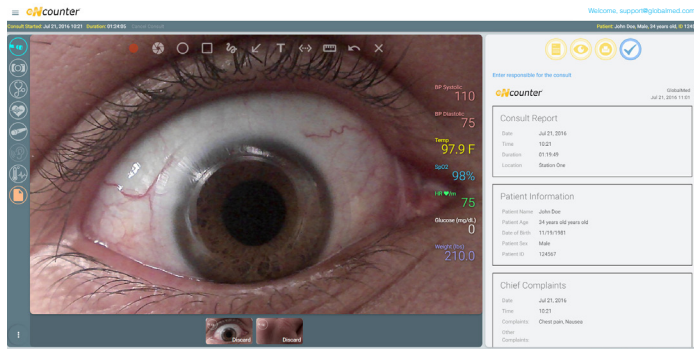 eNcounter
Welcome, support@globalmed.com
Consult Started: Jul 21, 2016 10:21 Duration: 01:24:05 Cancel Consult
Patient: John Doe, Male, 34 years old, ID 1245
T
BP Systolic
110
BP Diastolic
75
Temp
97.9 F
SpO2
98%
HR ♥/m
75
Glucose (mg/dL)
0
Weight (lbs)
210.0
Discard
Discard
Enter responsible for the consult
eNcounter
GlobalMed
Jul 21, 2016 11:51
Consult Report
Date Jul 21, 2016
Time 10:21
Duration 01:19:49
Location Station One
Patient Information
Patient Name John Doe
Patient Age 34 years old years old
Date of Birth 11/19/1981
Patient Sex Male
Patient ID 124567
Chief Complaints
Date Jul 21, 2016
Time 10:21
Complaints: Chest pain, Nausea
Other
Complaints: